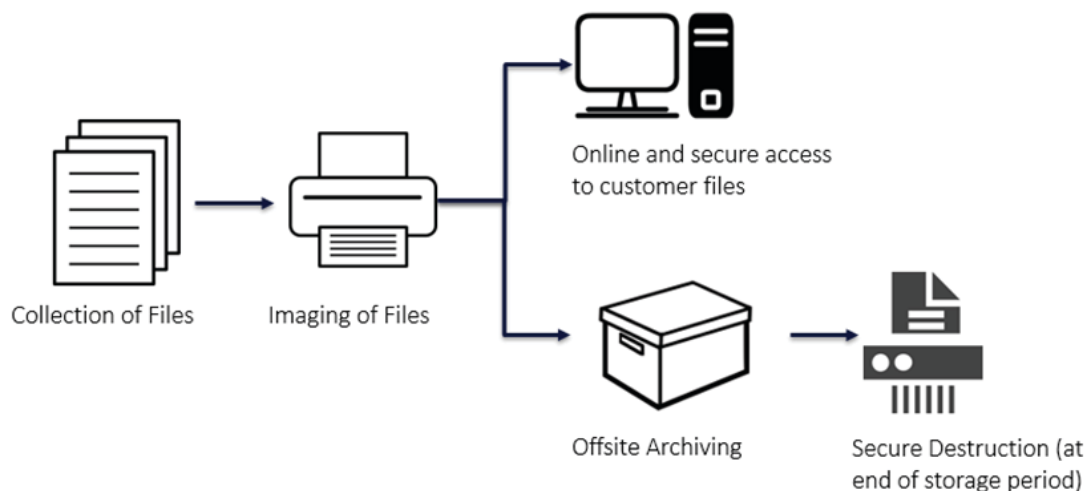 Online and secure access
to customer files
Collection of Files
Imaging of Files
Offsite Archiving
Secure Destruction (at
end of storage period)